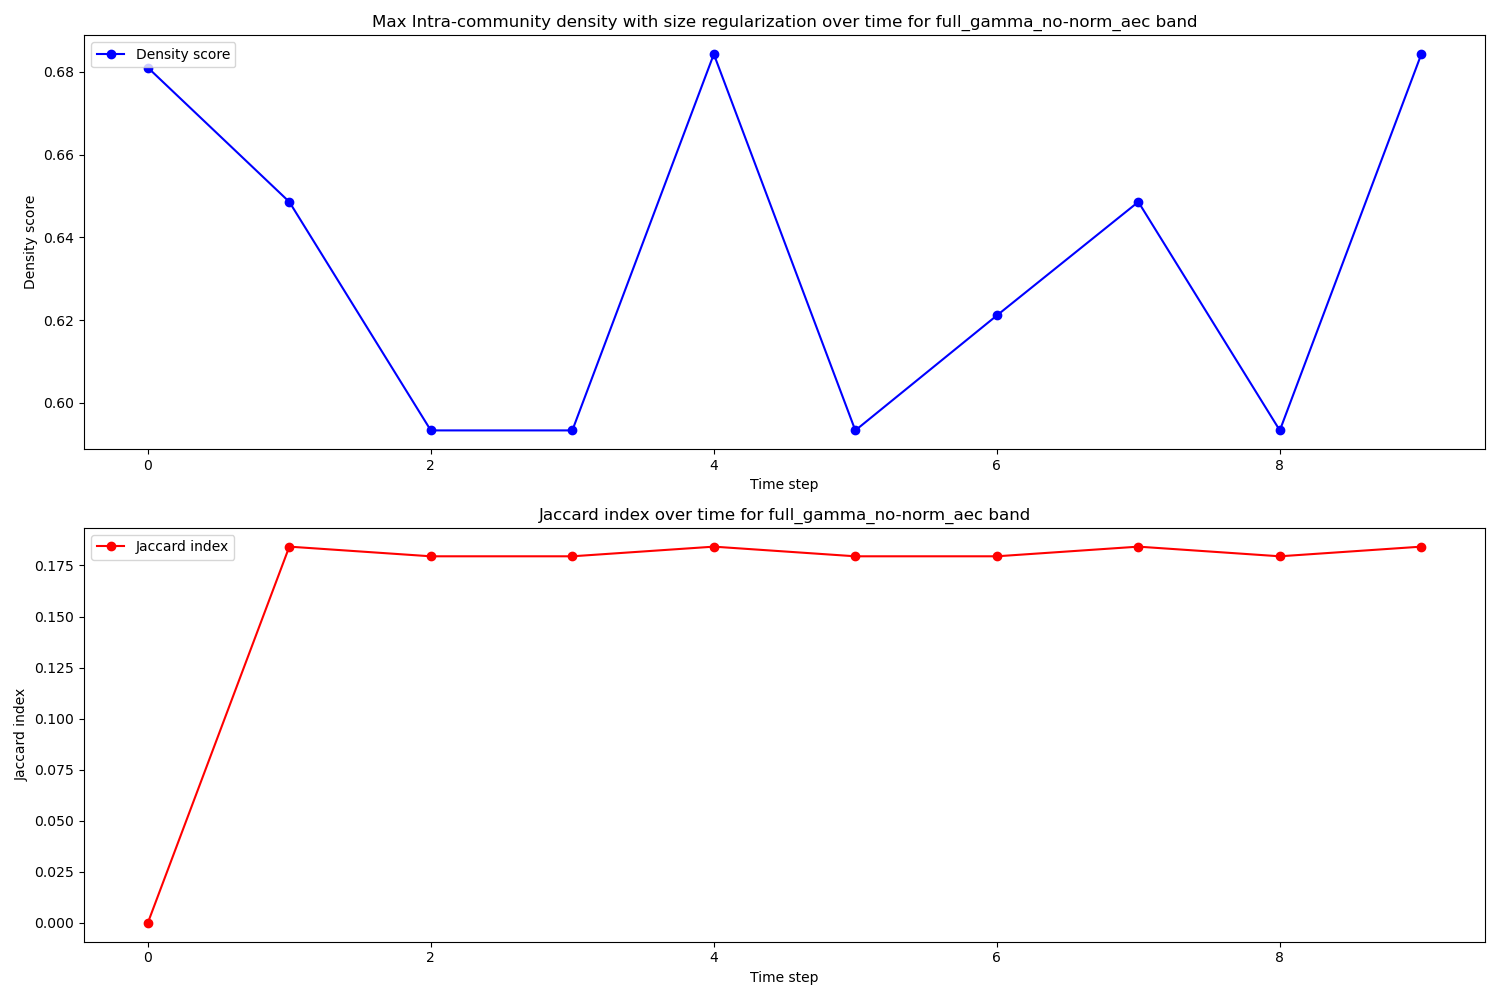 Max Intra-community density with size regularization over time for full_gamma_no-norm_aec band
Density score
0.68
0.66
0.64
0.62
0.60
Density score
0
2
4
6
8
Time step
Jaccard index over time for full_gamma_no-norm_aec band
Jaccard index
0.175
0.150
0.125
0.100
0.075
0.050
0.025
0.000
Jaccard index
0
2
4
6
8
Time step